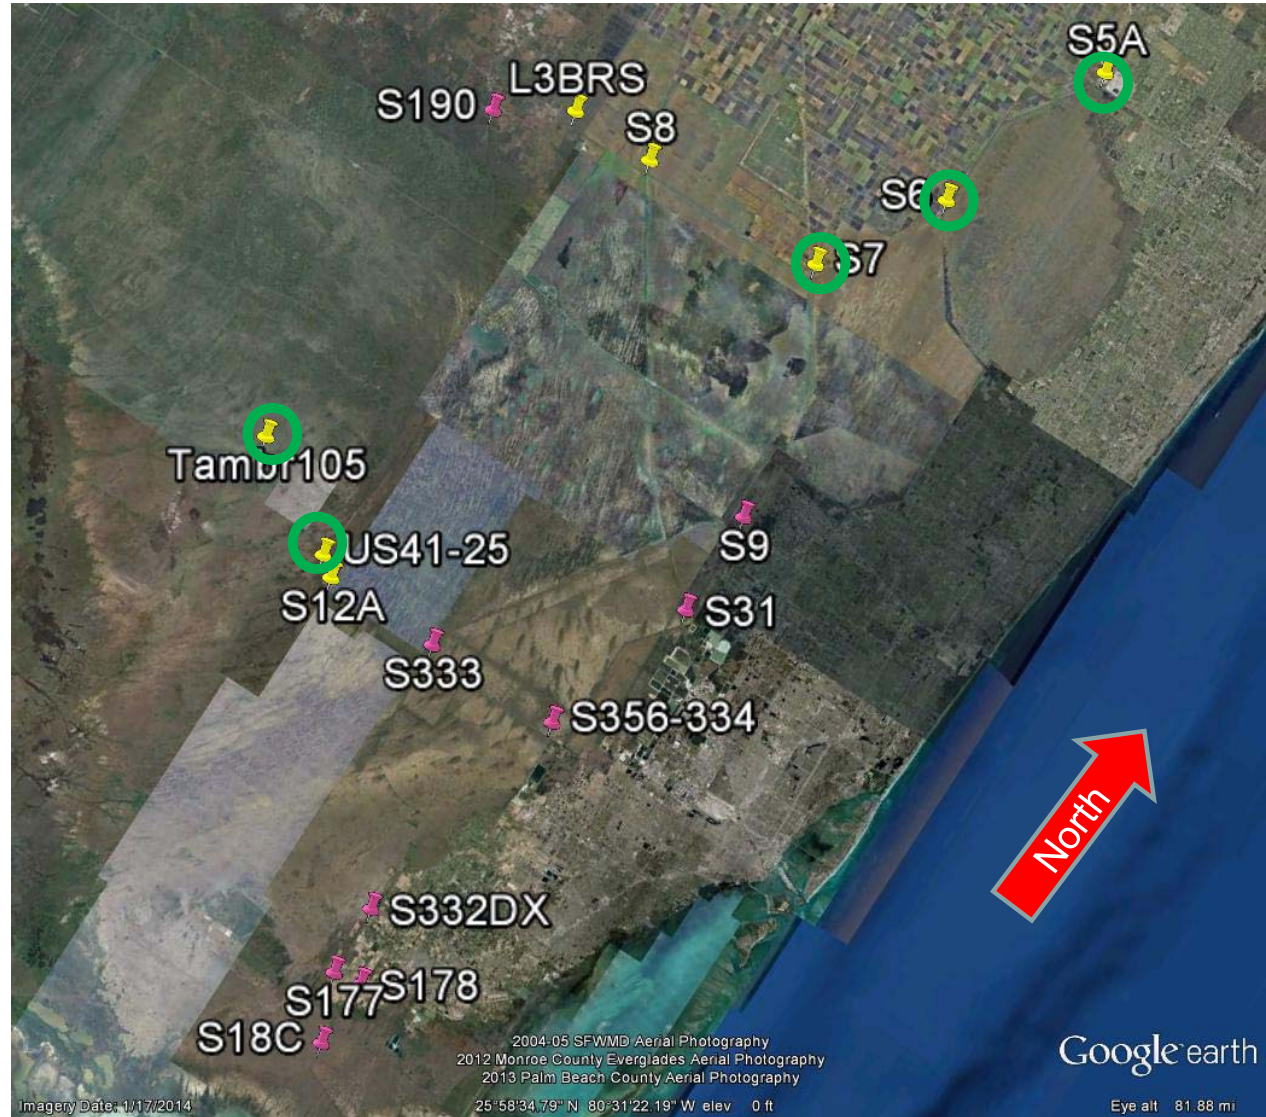 S5A
L3BRS
S190
S8
S6
S7
Tambr105
US41-25
S9
S12A
S31
S333
S356-334
North
S332DX
S178
S177
S18C
2004-05 SFWMD Aerial Photography
2012 Monroe County Everglades Aerial Photography
2013 Palm Beach County Aerial Photography
Google earth
Imagery Date: 1/17/2014
25°58'34.79" N 80°31'22.19" W elev 0 ft
Eye alt 81.88 mi